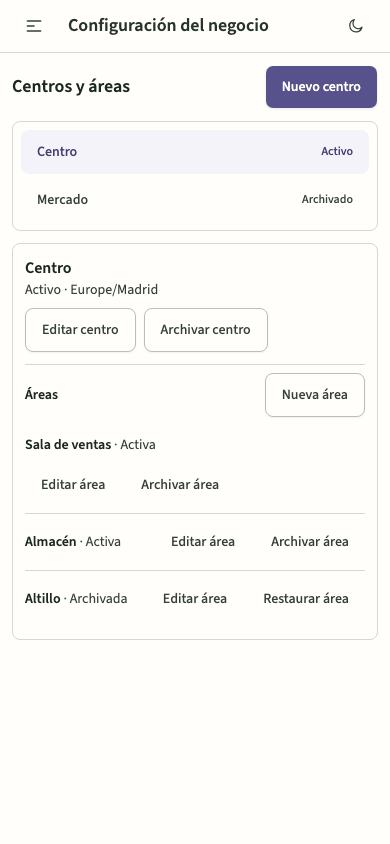 Configuración del negocio
Centros y áreas
Nuevo centro
Centro Activo
Mercado Archivado
Centro
Activo · Europe/Madrid
Editar centro Archivar centro
Áreas Nueva área
Sala de ventas · Activa
Editar área Archivar área
Almacén · Activa Editar área Archivar área
Altillo · Archivada Editar área Restaurar área